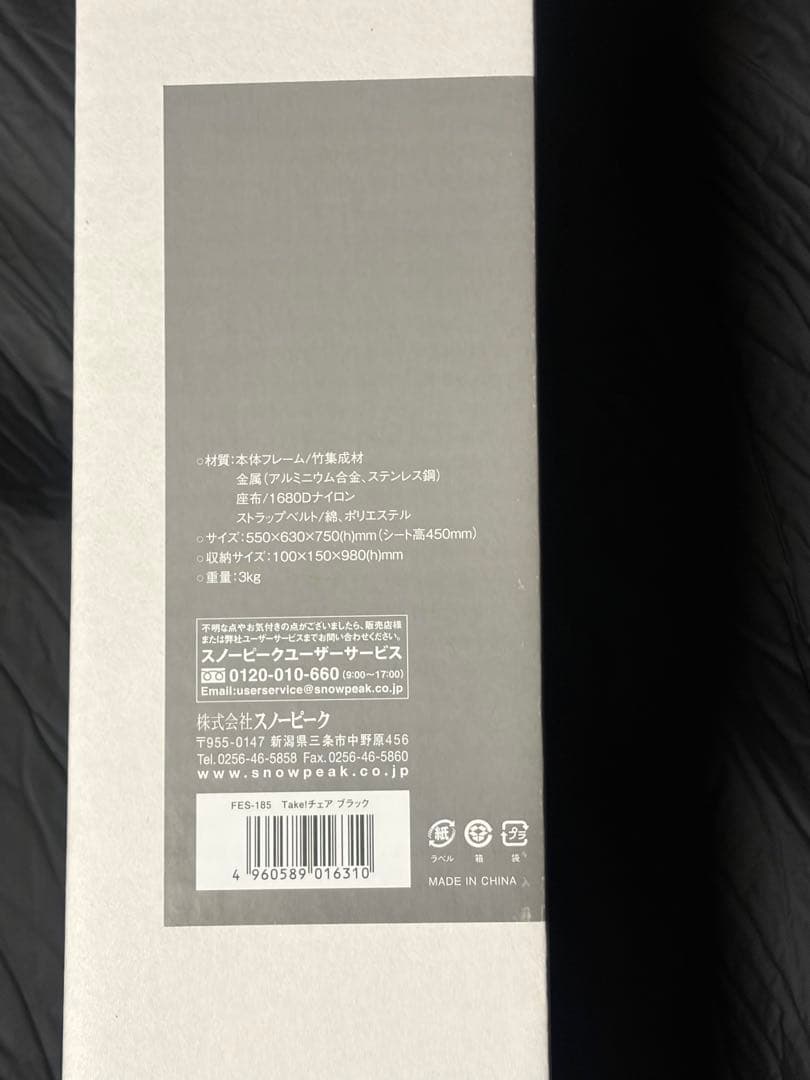 ○材質:本体フレーム/竹集成材
金属(アルミニウム合金、ステンレス鋼)
座布/1680Dナイロン
ストラップベルト/綿、ポリエステル
○サイズ:550×630×750(h)mm(シート高450mm)
○収納サイズ:100×150×980(h)mm
○重量:3kg
不明な点やお気付きの点がございましたら、販売店様
または弊社ユーザーサービスまでお問い合わせください。
スノーピークユーザーサービス
0120-010-660(9:00〜17:00)
Email:userservice@snowpeak.co.jp
株式会社スノーピーク
〒955-0147 新潟県三条市中野原456
Tel.0256-46-5858 Fax.0256-46-5860
www.snowpeak.co.jp
FES-185 Take!チェア ブラック
4 960589 016310
紙 プラ
ラベル 箱 袋
MADE IN CHINA